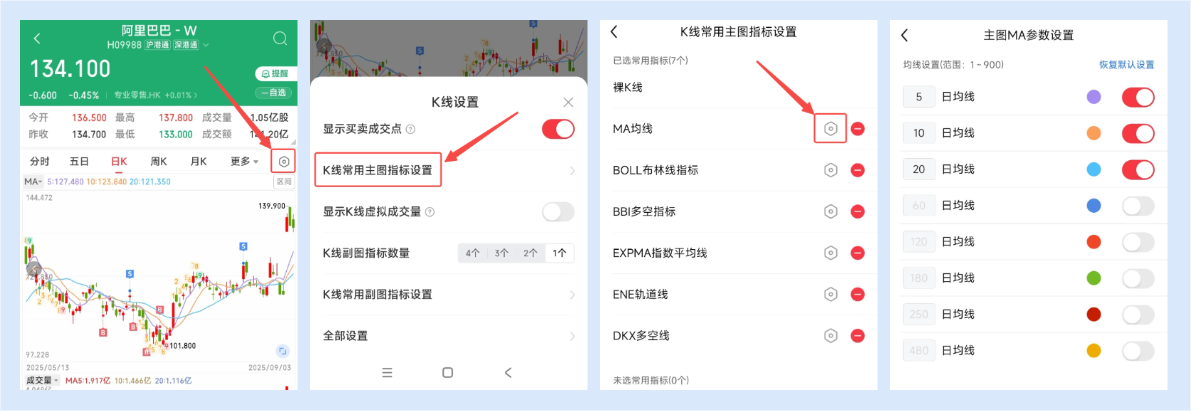 阿里巴巴 - W
H09988 沪港通 深港通
134.100
提醒
-0.600 -0.45% 专业零售.HK +0.01%
一自选
今开 136.500 最高 137.800 成交量 1.05亿股
昨收 134.700 最低 133.000 成交额 141.20亿
分时 五日 日K 周K 月K 更多
MA 5:127.480 10:123.840 20:121.350 区间
144.472
139.900
S
S
B
B
B
B
101.800
97.228
2025/05/13 2025/09/03
成交量 MA5:1.917亿 10:1.466亿 20:1.116亿
K线设置
显示买卖成交点
K线常用主图指标设置
显示K线虚拟成交量
K线副图指标数量 4个 3个 2个 1个
K线常用副图指标设置
全部设置
K线常用主图指标设置
已选常用指标(7个)
裸K线
MA均线
BOLL布林线指标
BBI多空指标
EXPMA指数平均线
ENE轨道线
DKX多空线
未选常用指标(0个)
主图MA参数设置
均线设置(范围：1 - 900) 恢复默认设置
5 日均线
10 日均线
20 日均线
60 日均线
120 日均线
180 日均线
250 日均线
480 日均线